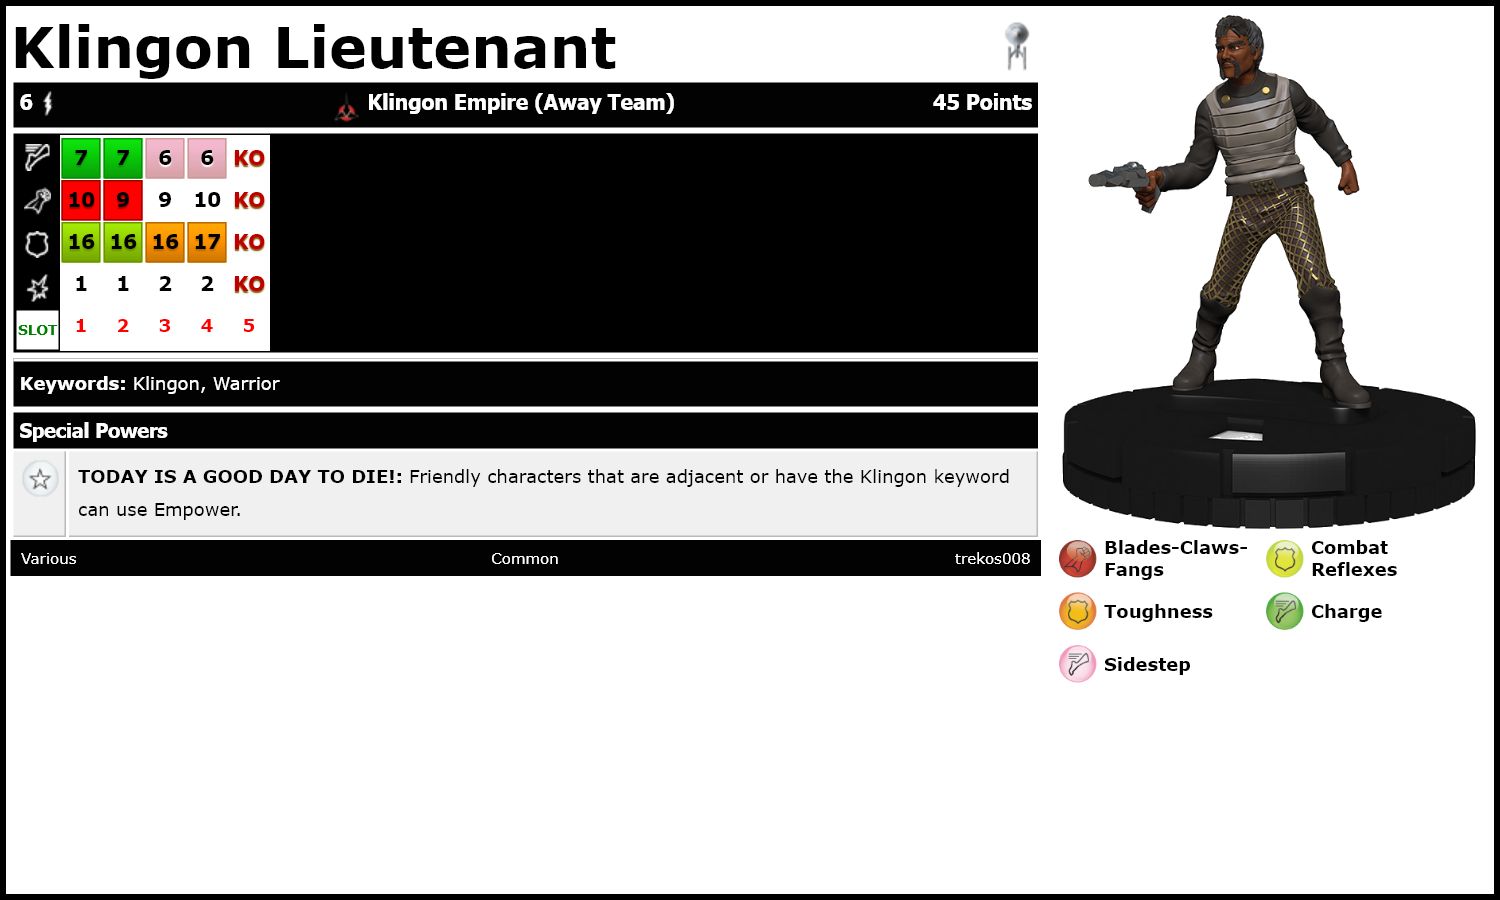 Klingon Lieutenant
6 Klingon Empire (Away Team) 45 Points
7 7 6 6 KO
10 9 9 10 KO
16 16 16 17 KO
1 1 2 2 KO
SLOT 1 2 3 4 5
Keywords: Klingon, Warrior
Special Powers
TODAY IS A GOOD DAY TO DIE!: Friendly characters that are adjacent or have the Klingon keyword
can use Empower.
Various Common trekos008
Blades-Claws-
Fangs
Combat
Reflexes
Toughness
Charge
Sidestep